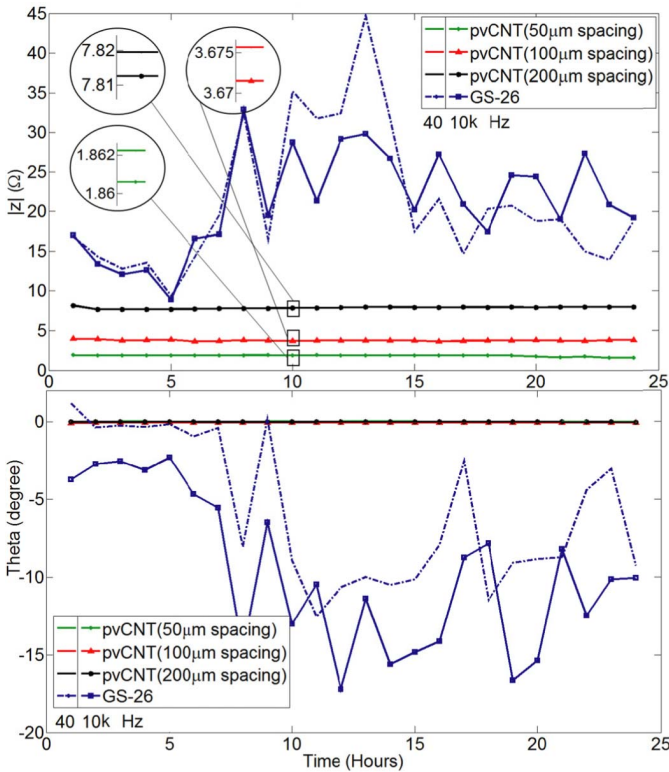 45
40
35
30
25
20
15
10
5
0
|z| (Ω)
7.82
7.81
3.675
3.67
1.862
1.86
pvCNT(50μm spacing)
pvCNT(100μm spacing)
pvCNT(200μm spacing)
GS-26
40 10k Hz
0 5 10 15 20 25
0
-5
-10
-15
-20
Theta (degree)
pvCNT(50μm spacing)
pvCNT(100μm spacing)
pvCNT(200μm spacing)
GS-26
40 10k Hz
0 5 10 15 20 25
Time (Hours)